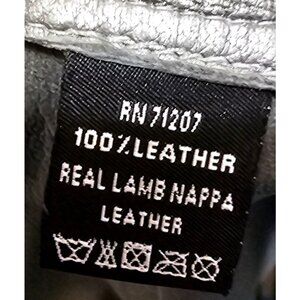 RN 71207
100% LEATHER
REAL LAMB NAPPA
LEATHER